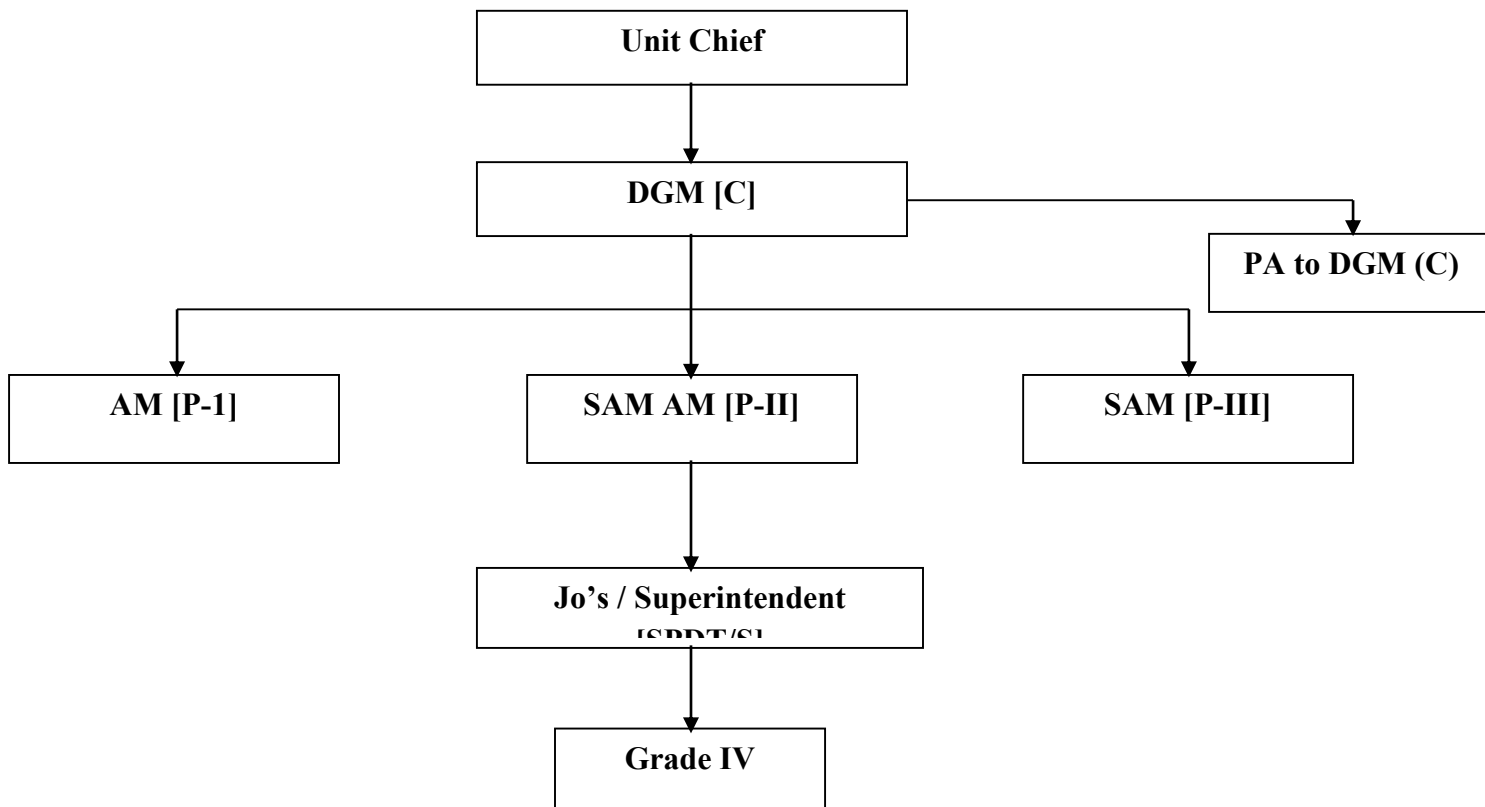 Unit Chief
DGM [C]
PA to DGM (C)
AM [P-1]
SAM AM [P-II]
SAM [P-III]
Jo’s / Superintendent
Grade IV